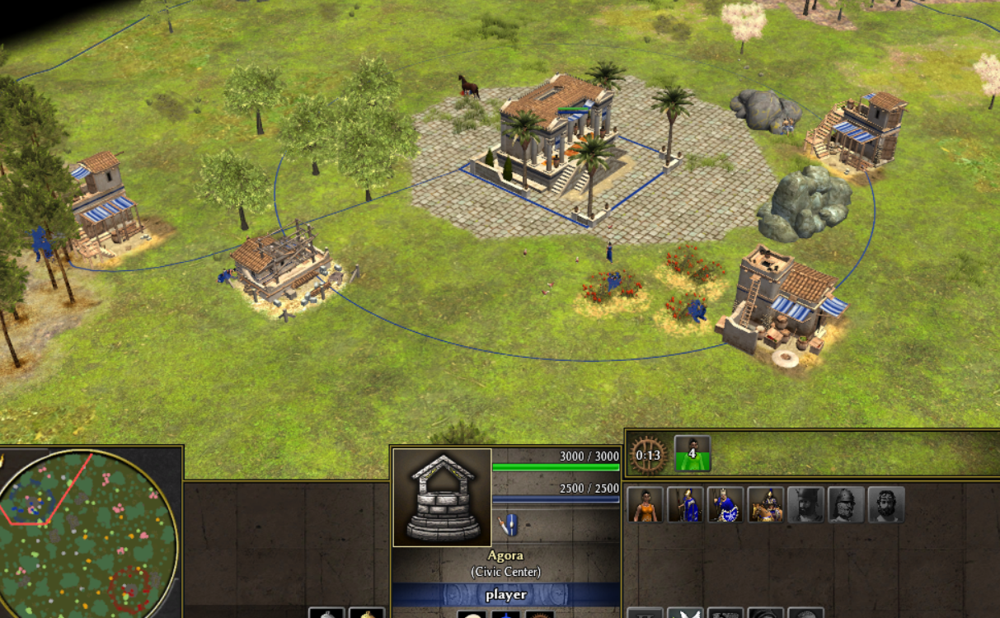 0:13
4
3000 / 3000
2500 / 2500
Agora
(Civic Center)
player